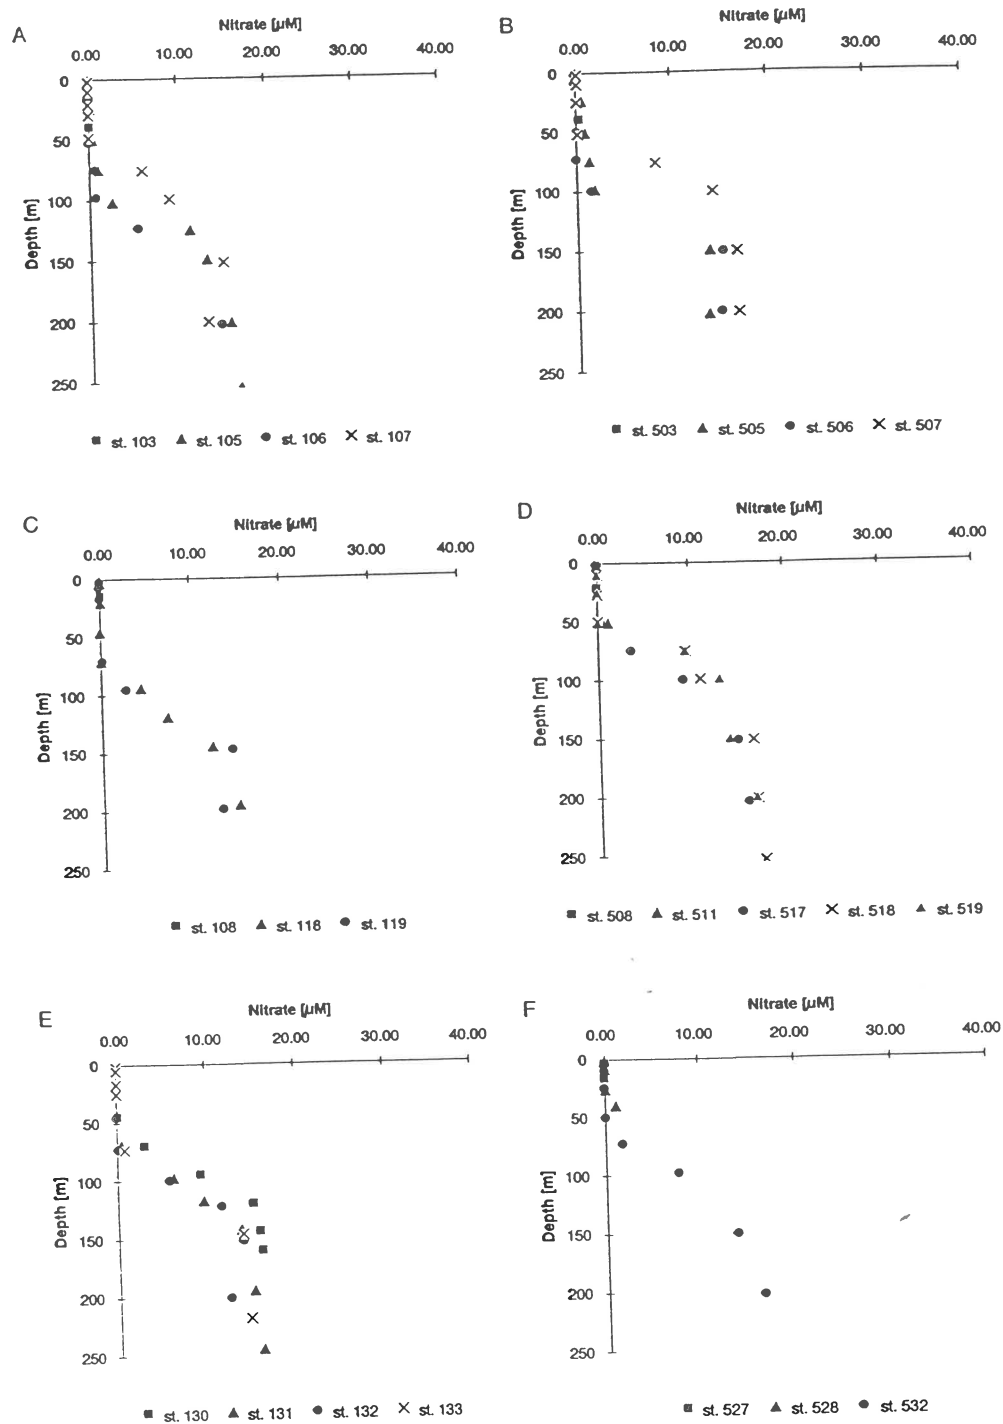 A
Nitrate [µM]
0.00 10.00 20.00 30.00 40.00
0
50
100
150
200
250
Depth [m]
st. 103 st. 105 st. 106 st. 107
B
Nitrate [µM]
0.00 10.00 20.00 30.00 40.00
0
50
100
150
200
250
Depth [m]
st. 503 st. 505 st. 506 st. 507
C
Nitrate [µM]
0.00 10.00 20.00 30.00 40.00
0
50
100
150
200
250
Depth [m]
st. 108 st. 118 st. 119
D
Nitrate [µM]
0.00 10.00 20.00 30.00 40.00
0
50
100
150
200
250
Depth [m]
st. 508 st. 511 st. 517 st. 518 st. 519
E
Nitrate [µM]
0.00 10.00 20.00 30.00 40.00
0
50
100
150
200
250
Depth [m]
st. 130 st. 131 st. 132 st. 133
F
Nitrate [µM]
0.00 10.00 20.00 30.00 40.00
0
50
100
150
200
250
Depth [m]
st. 527 st. 528 st. 532